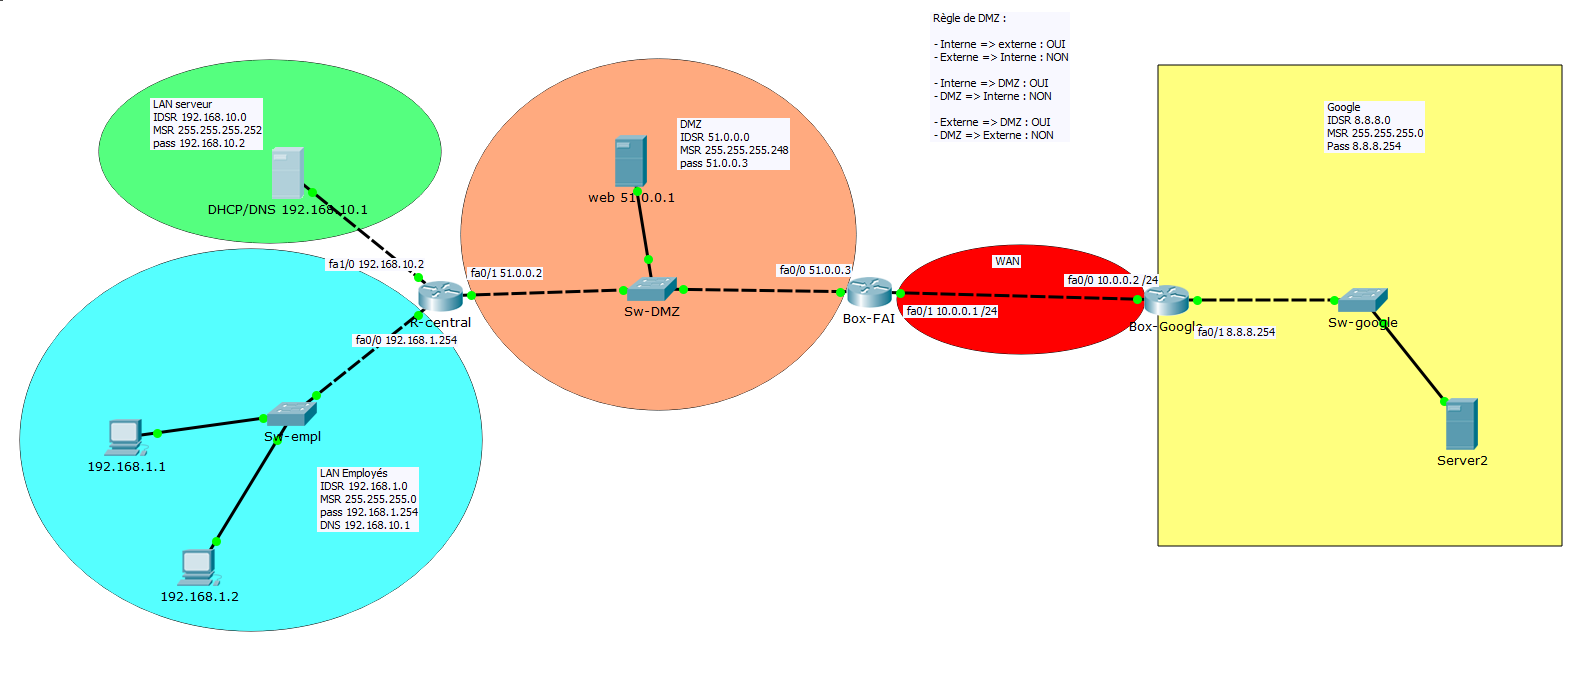 Règle de DMZ :
- Interne => externe : OUI
- Externe => Interne : NON
- Interne => DMZ : OUI
- DMZ => Interne : NON
- Externe => DMZ : OUI
- DMZ => Externe : NON
LAN serveur
IDSR 192.168.10.0
MSR 255.255.255.252
pass 192.168.10.2
DHCP/DNS 192.168.10.1
fa1/0 192.168.10.2
R-central
fa0/0 192.168.1.254
fa0/1 51.0.0.2
DMZ
IDSR 51.0.0.0
MSR 255.255.255.248
pass 51.0.0.3
web 51.0.0.1
Sw-DMZ
fa0/0 51.0.0.3
Box-FAI
WAN
fa0/1 10.0.0.1 /24
fa0/0 10.0.0.2 /24
Box-Google
fa0/1 8.8.8.254
Google
IDSR 8.8.8.0
MSR 255.255.255.0
Pass 8.8.8.254
Sw-google
Server2
Sw-empl
192.168.1.1
192.168.1.2
LAN Employés
IDSR 192.168.1.0
MSR 255.255.255.0
pass 192.168.1.254
DNS 192.168.10.1